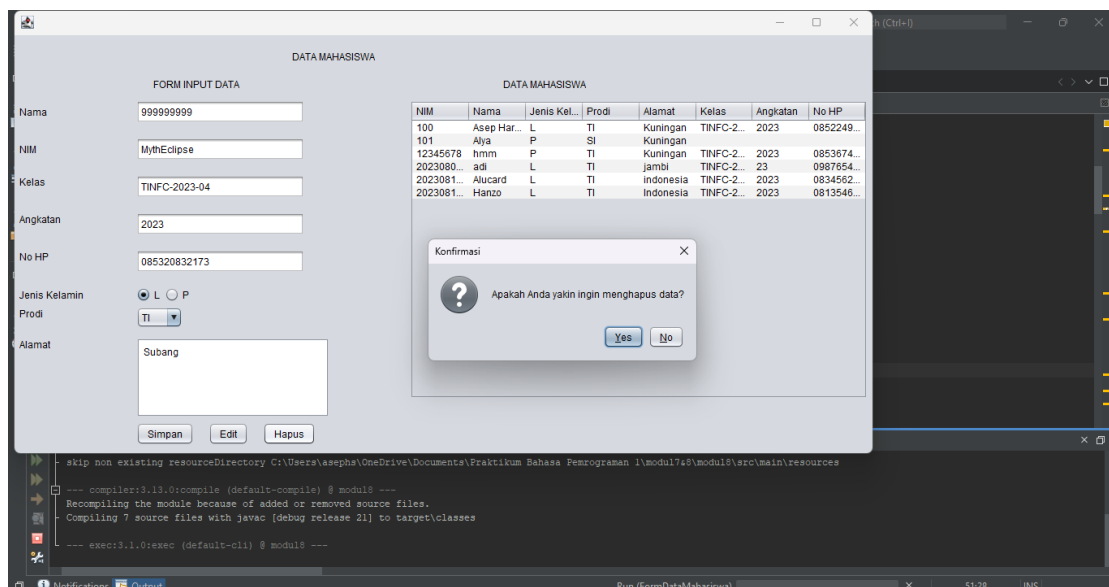 h (Ctrl+I)
DATA MAHASISWA
FORM INPUT DATA
DATA MAHASISWA
Nama 999999999
NIM MythEclipse
Kelas TINFC-2023-04
Angkatan 2023
No HP 085320832173
Jenis Kelamin L P
Prodi TI
Alamat Subang
Simpan Edit Hapus
NIM Nama Jenis Kel... Prodi Alamat Kelas Angkatan No HP
100 Asep Har... L TI Kuningan TINFC-2... 2023 0852249...
101 Alya P SI Kuningan
12345678 hmm P TI Kuningan TINFC-2... 2023 0853674...
2023080... adi L TI jambi TINFC-2... 23 0987654...
2023081... Alucard L TI indonesia TINFC-2... 2023 0834562...
2023081... Hanzo L TI Indonesia TINFC-2... 2023 0813546...
Konfirmasi
Apakah Anda yakin ingin menghapus data?
Yes No
skip non existing resourceDirectory C:\Users\asephs\OneDrive\Documents\Praktikum Bahasa Pemrograman 1\modul7&8\modul8\src\main\resources
--- compiler:3.13.0:compile (default-compile) @ modul8 ---
Recompiling the module because of added or removed source files.
Compiling 7 source files with javac [debug release 21] to target\classes
--- exec:3.1.0:exec (default-cli) @ modul8 ---
Notifications Output Run (FormDataMahasiswa) 51:28 INS